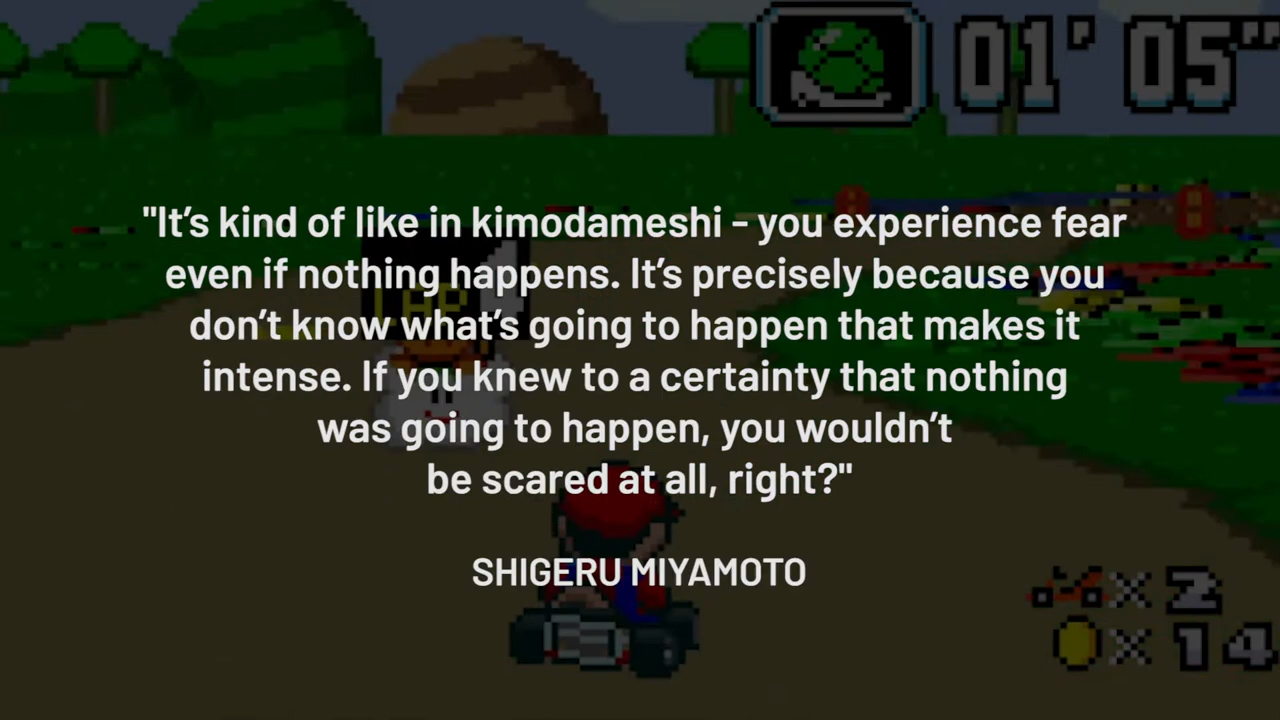 01'05"
"It’s kind of like in kimodameshi - you experience fear
even if nothing happens. It’s precisely because you
don’t know what’s going to happen that makes it
intense. If you knew to a certainty that nothing
was going to happen, you wouldn’t
be scared at all, right?"
LAP
SHIGERU MIYAMOTO
× 2
× 14